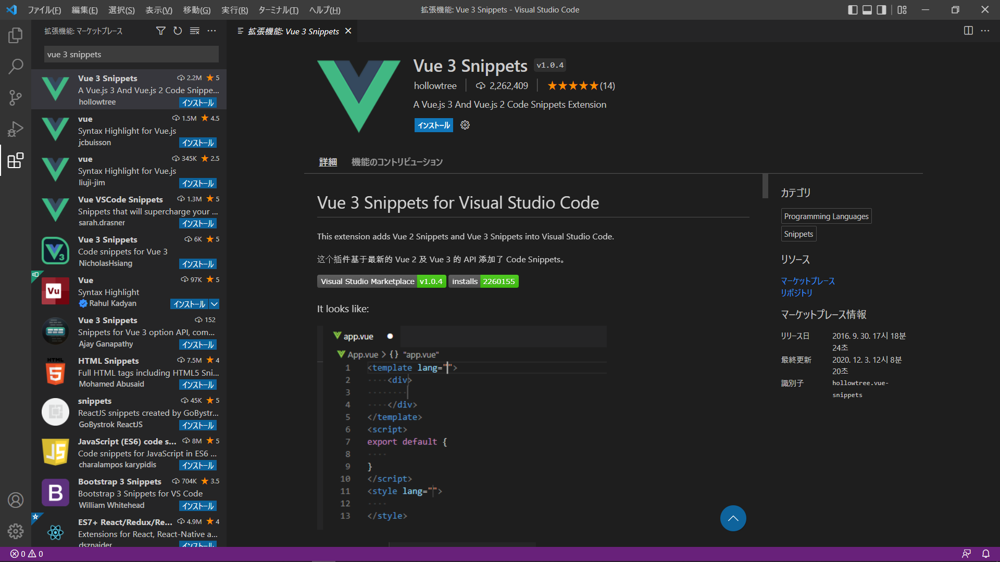 ファイル(F) 編集(E) 選択(S) 表示(V) 移動(G) 実行(R) ターミナル(T) ヘルプ(H)
拡張機能: Vue 3 Snippets - Visual Studio Code
拡張機能: マーケットプレース
vue 3 snippets
Vue 3 Snippets 2.2M 5
A Vue.js 3 And Vue.js 2 Code Snippe...
hollowtree インストール
vue 1.5M 4.5
Syntax Highlight for Vue.js
jcbuisson インストール
vue 345K 2.5
Syntax Highlight for Vue.js
liuji-jim インストール
Vue VSCode Snippets 1.3M 5
Snippets that will supercharge your ...
sarah.drasner インストール
Vue 3 Snippets 6K 5
Code snippets for Vue 3
NicholasHsiang インストール
Vue 97K 5
Syntax Highlight
Rahul Kadyan インストール
Vue 3 Snippets 152
Snippets for Vue 3 option API, com...
Ajay Ganapathy インストール
HTML Snippets 7.5M 4
Full HTML tags including HTML5 Sni...
Mohamed Abusaid インストール
snippets 45K 5
ReactJS snippets created by GoBystr...
GoBystrok ReactJS インストール
JavaScript (ES6) code s... 8M 5
Code snippets for JavaScript in ES6 ...
charalampos karypidis インストール
Bootstrap 3 Snippets 704K 3.5
Bootstrap 3 Snippets for VS Code
William Whitehead インストール
ES7+ React/Redux/Re... 4.9M 4
Extensions for React, React-Native a...
dsznajder インストール
拡張機能: Vue 3 Snippets
Vue 3 Snippets v1.0.4
hollowtree 2,262,409 ★★★★★(14)
A Vue.js 3 And Vue.js 2 Code Snippets Extension
インストール
詳細 機能のコントリビューション
Vue 3 Snippets for Visual Studio Code
This extension adds Vue 2 Snippets and Vue 3 Snippets into Visual Studio Code.
这个插件基于最新的 Vue 2 及 Vue 3 的 API 添加了 Code Snippets。
Visual Studio Marketplace v1.0.4 installs 2260155
It looks like:
app.vue
App.vue > {} "app.vue"
1 <template lang="">
2 ····<div>
3 ········
4 ····</div>
5 </template>
6 <script>
7 export default {
8 ····
9 }
10 </script>
11 <style lang="">
12 ····
13 </style>
カテゴリ
Programming Languages
Snippets
リソース
マーケットプレース
リポジトリ
マーケットプレース情報
リリース日 2016. 9. 30. 17시 18분
24초
最終更新 2020. 12. 3. 12시 8분
20초
識別子 hollowtree.vue-
snippets
0 0